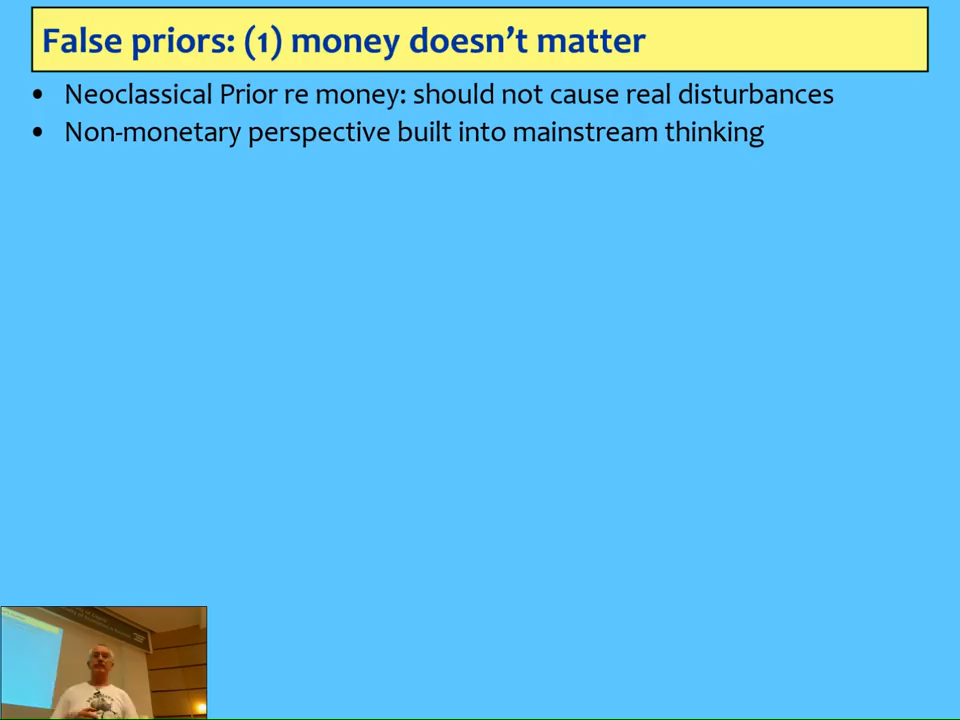 False priors: (1) money doesn’t matter
• Neoclassical Prior re money: should not cause real disturbances
• Non-monetary perspective built into mainstream thinking